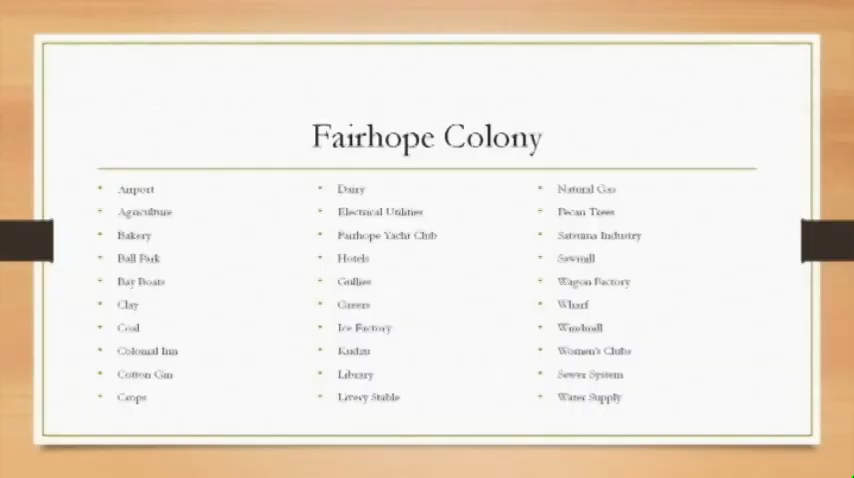 Fairhope Colony
Airport
Agriculture
Bakery
Ball Park
Bay Boats
Clay
Coal
Colonial Inn
Cotton Gin
Crops
Dairy
Electrical Utilities
Fairhope Yacht Club
Hotels
Gullies
Greers
Ice Factory
Kudzu
Library
Livery Stable
Natural Gas
Pecan Trees
Satsuma Industry
Sawmill
Wagon Factory
Wharf
Windmill
Women's Clubs
Sewer System
Water Supply